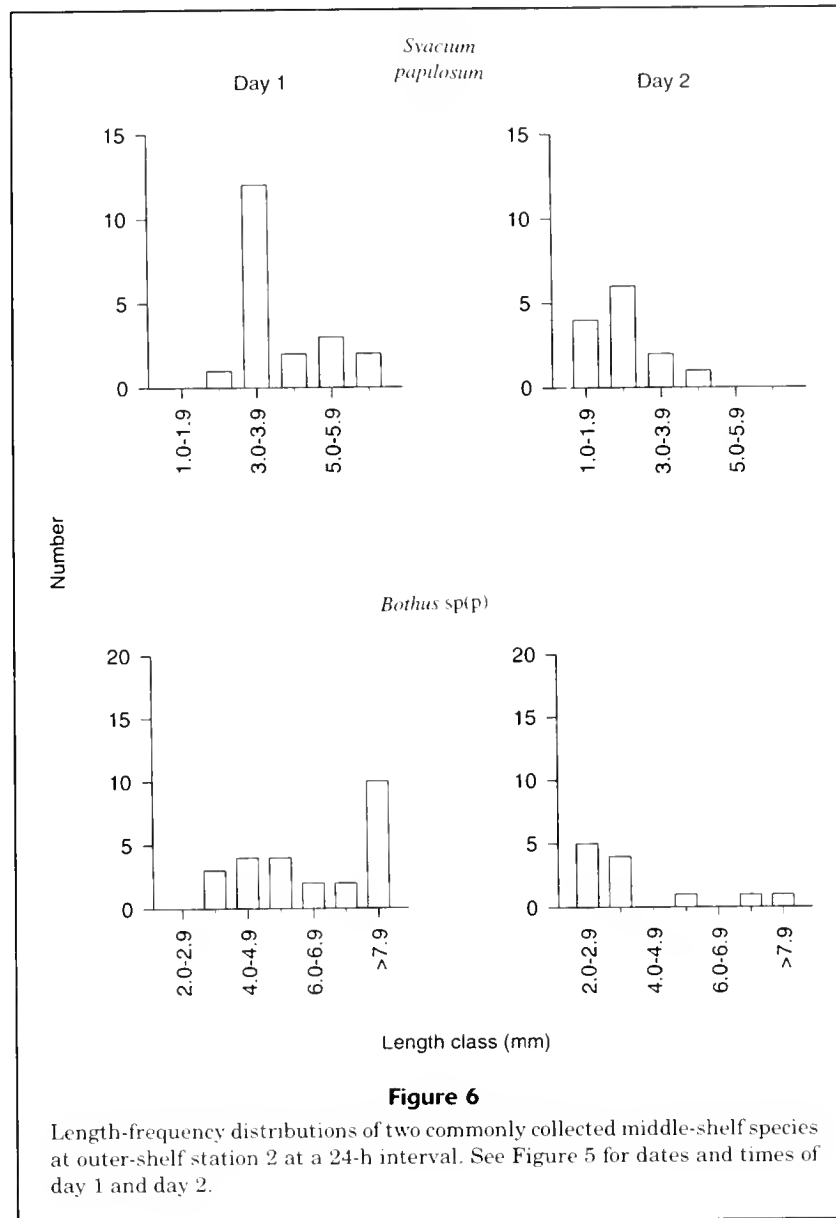 Svacium
papilosum
Day 1
Day 2
15
10
5
0
1.0-1.9
3.0-3.9
5.0-5.9
15
10
5
0
1.0-1.9
3.0-3.9
5.0-5.9
Number
Bothus sp(p)
20
15
10
5
0
2.0-2.9
4.0-4.9
6.0-6.9
>7.9
20
15
10
5
0
2.0-2.9
4.0-4.9
6.0-6.9
>7.9
Length class (mm)
Figure 6
Length-frequency distributions of two commonly collected middle-shelf species
at outer-shelf station 2 at a 24-h interval. See Figure 5 for dates and times of
day 1 and day 2.